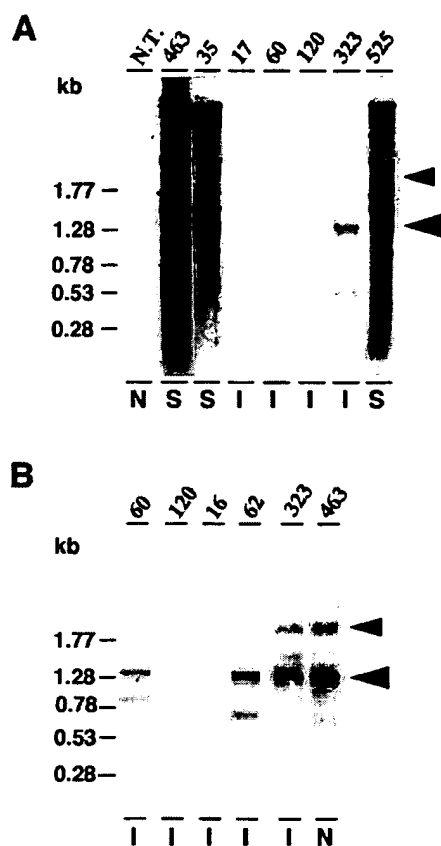 A
N.T. 463 35 17 60 120 323 525
kb
1.77
1.28
0.78
0.53
0.28
N S S I I I I S
B
60 120 16 62 323 463
kb
1.77
1.28
0.78
0.53
0.28
I I I I I N